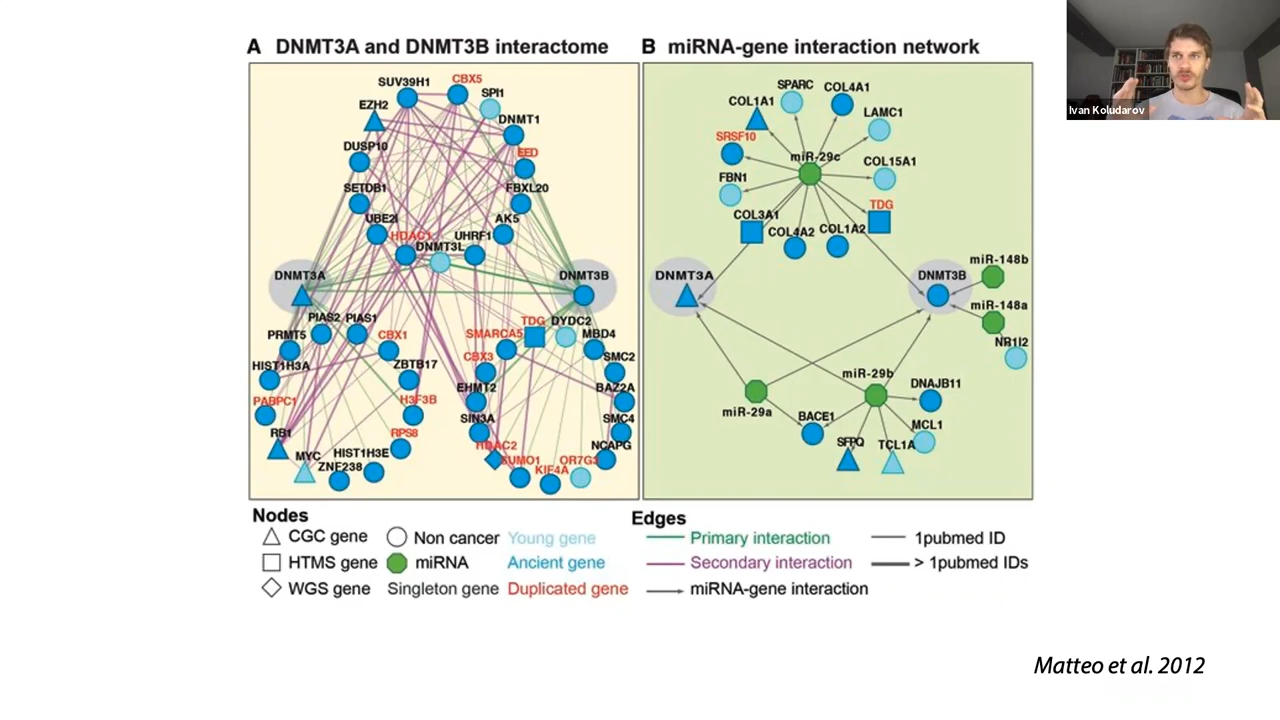 A DNMT3A and DNMT3B interactome
SUV39H1
CBX5
SPI1
EZH2
DNMT1
DUSP10
EED
SETDB1
FBXL20
UBE2I
AK5
HDAC1
UHRF1
DNMT3L
DNMT3A
DNMT3B
PIAS2
PIAS1
TDG
DYDC2
PRMT5
CBX1
SMARCA5
MBD4
CBX3
SMC2
HIST1H3A
ZBTB17
EHMT2
BAZ2A
PABPC1
H3F3B
SIN3A
SMC4
RB1
RPS8
HDAC2
NCAPG
MYC
HIST1H3E
SUMO1
OR7G3
ZNF238
KIF4A
B miRNA-gene interaction network
SPARC
COL4A1
COL1A1
LAMC1
SRSF10
miR-29c
COL15A1
FBN1
TDG
COL3A1
COL4A2
COL1A2
DNMT3A
DNMT3B
miR-148b
miR-148a
NR1I2
miR-29b
DNAJB11
miR-29a
BACE1
MCL1
SFPQ
TCL1A
Nodes
CGC gene
Non cancer
Young gene
HTMS gene
miRNA
Ancient gene
WGS gene
Singleton gene
Duplicated gene
Edges
Primary interaction
1pubmed ID
Secondary interaction
> 1pubmed IDs
miRNA-gene interaction
Matteo et al. 2012
Ivan Koludarov